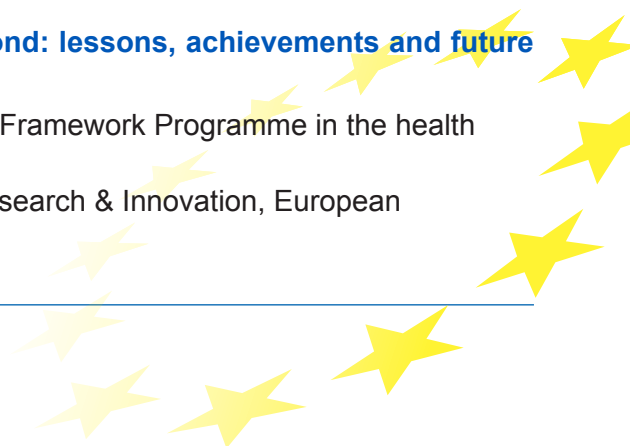 ond: lessons, achievements and future
Framework Programme in the health
search & Innovation, European